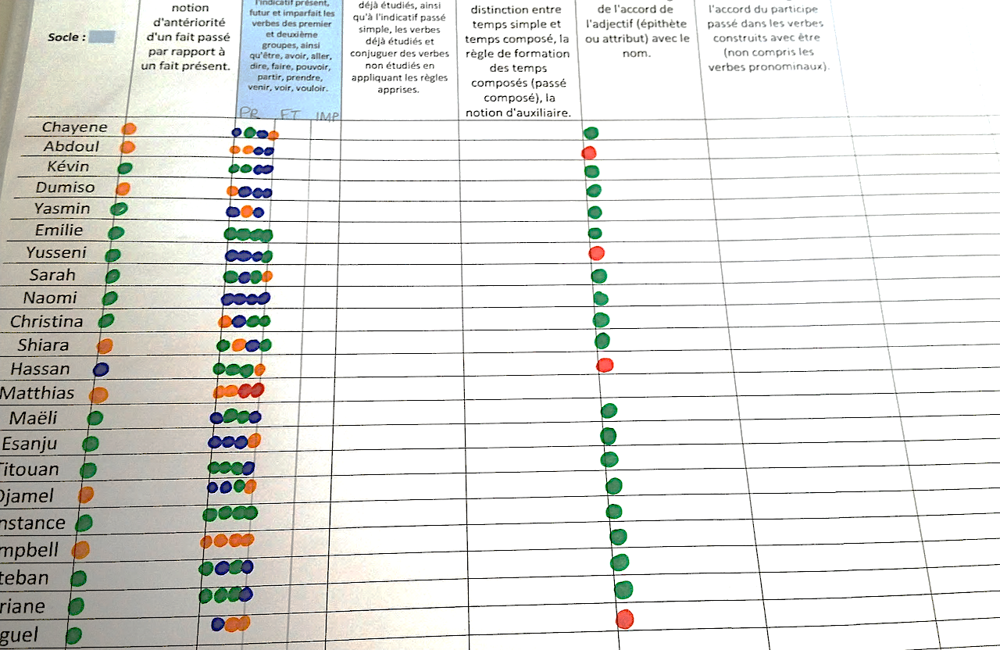 Socle :
notion
d'antériorité
d'un fait passé
par rapport à
un fait présent.
l'indicatif présent,
futur et imparfait les
verbes des premier
et deuxième
groupes, ainsi
qu'être, avoir, aller,
dire, faire, pouvoir,
partir, prendre,
venir, voir, vouloir.
PR FT IMP
déjà étudiés, ainsi
qu'à l'indicatif passé
simple, les verbes
déjà étudiés et
conjuguer des verbes
non étudiés en
appliquant les règles
apprises.
distinction entre
temps simple et
temps composé, la
règle de formation
des temps
composés (passé
composé), la
notion d'auxiliaire.
de l'accord de
l'adjectif (épithète
ou attribut) avec le
nom.
l'accord du participe
passé dans les verbes
construits avec être
(non compris les
verbes pronominaux).
Chayene
Abdoul
Kévin
Dumiso
Yasmin
Emilie
Yusseni
Sarah
Naomi
Christina
Shiara
Hassan
Matthias
Maëli
Esanju
Titouan
Djamel
nstance
mpbell
teban
riane
guel